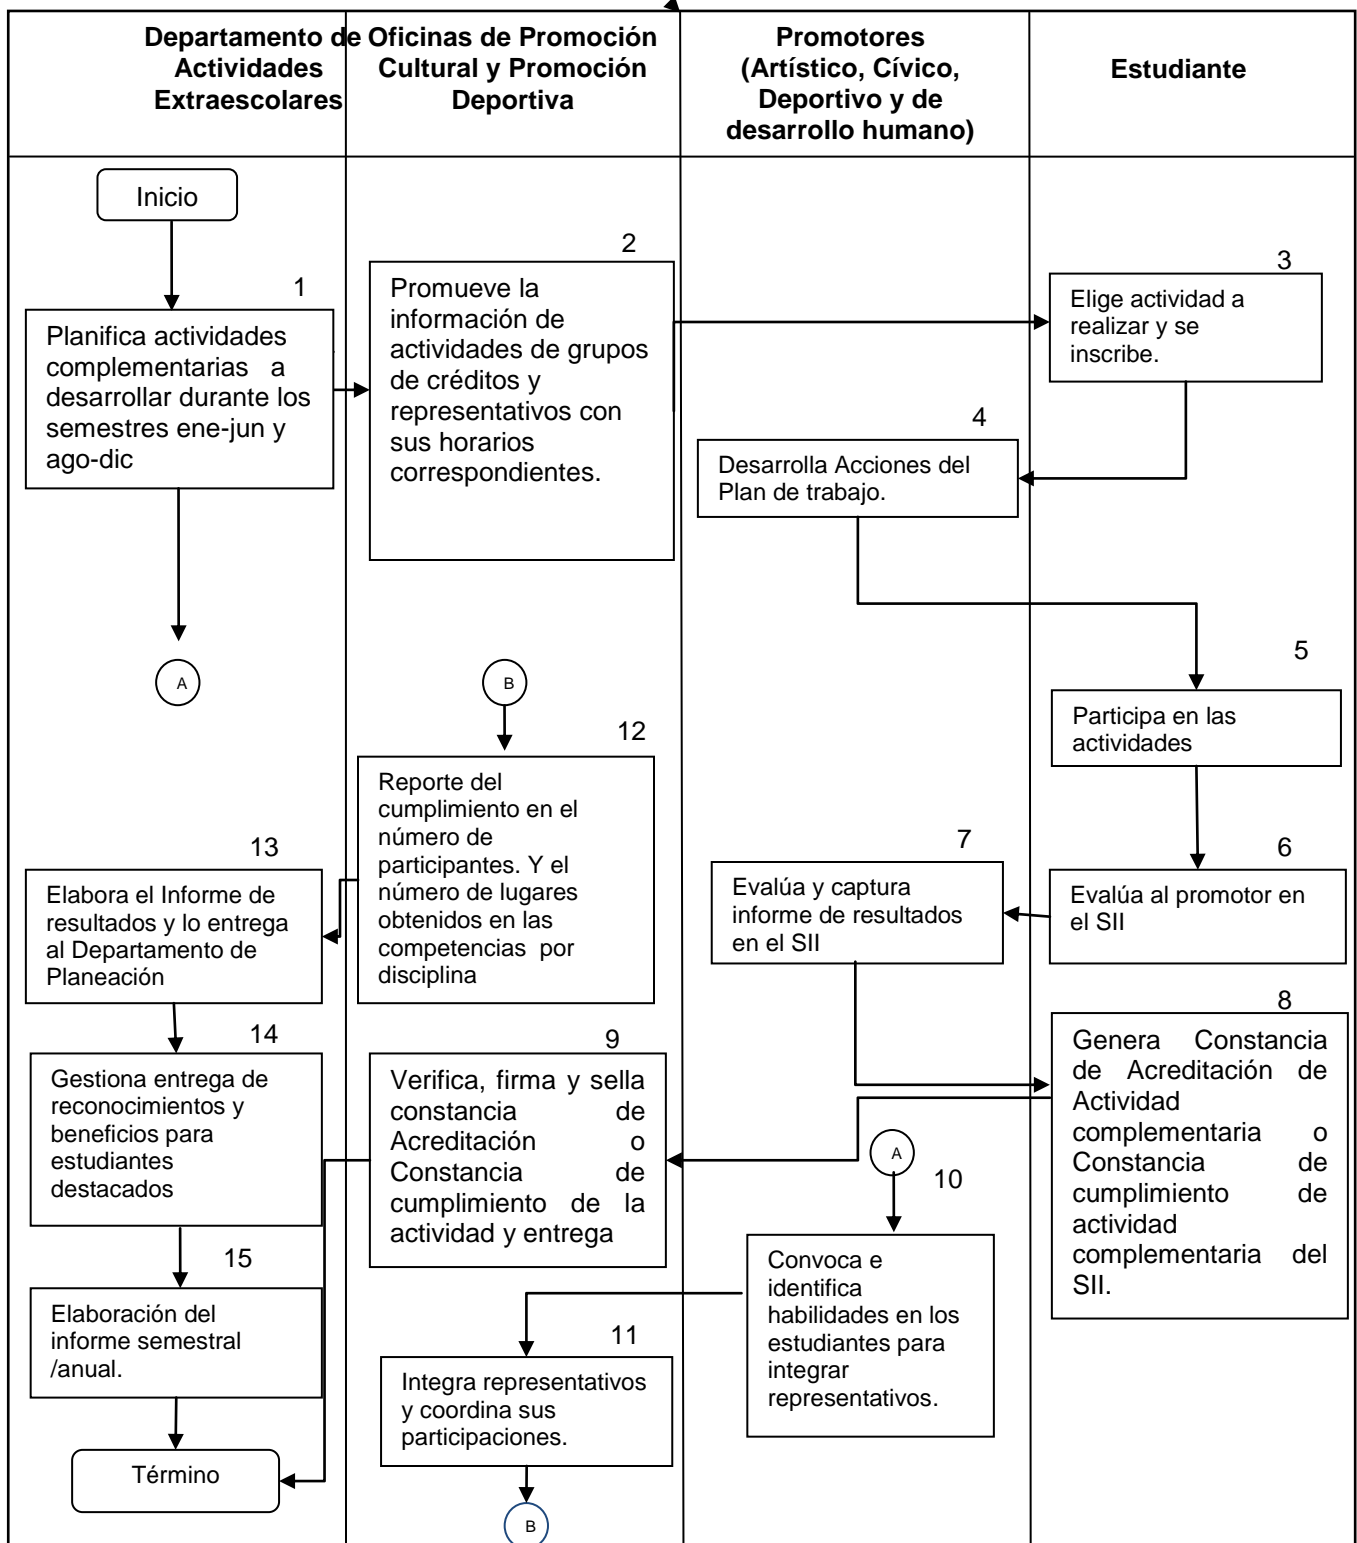 Departamento de
Actividades
Extraescolares
Oficinas de Promoción
Cultural y Promoción
Deportiva
Promotores
(Artístico, Cívico,
Deportivo y de
desarrollo humano)
Estudiante
Inicio
1
Planifica actividades
complementarias a
desarrollar durante los
semestres ene-jun y
ago-dic
2
Promueve la
información de
actividades de grupos
de créditos y
representativos con
sus horarios
correspondientes.
3
Elige actividad a
realizar y se
inscribe.
4
Desarrolla Acciones del
Plan de trabajo.
5
Participa en las
actividades
A
B
12
Reporte del
cumplimiento en el
número de
participantes. Y el
número de lugares
obtenidos en las
competencias por
disciplina
6
Evalúa al promotor en
el SII
7
Evalúa y captura
informe de resultados
en el SII
13
Elabora el Informe de
resultados y lo entrega
al Departamento de
Planeación
8
Genera Constancia
de Acreditación de
Actividad
complementaria o
Constancia de
cumplimiento de
actividad
complementaria del
SII.
14
Gestiona entrega de
reconocimientos y
beneficios para
estudiantes
destacados
9
Verifica, firma y sella
constancia de
Acreditación o
Constancia de
cumplimiento de la
actividad y entrega
A
10
Convoca e
identifica
habilidades en los
estudiantes para
integrar
representativos.
15
Elaboración del
informe semestral
/anual.
11
Integra representativos
y coordina sus
participaciones.
Término
B